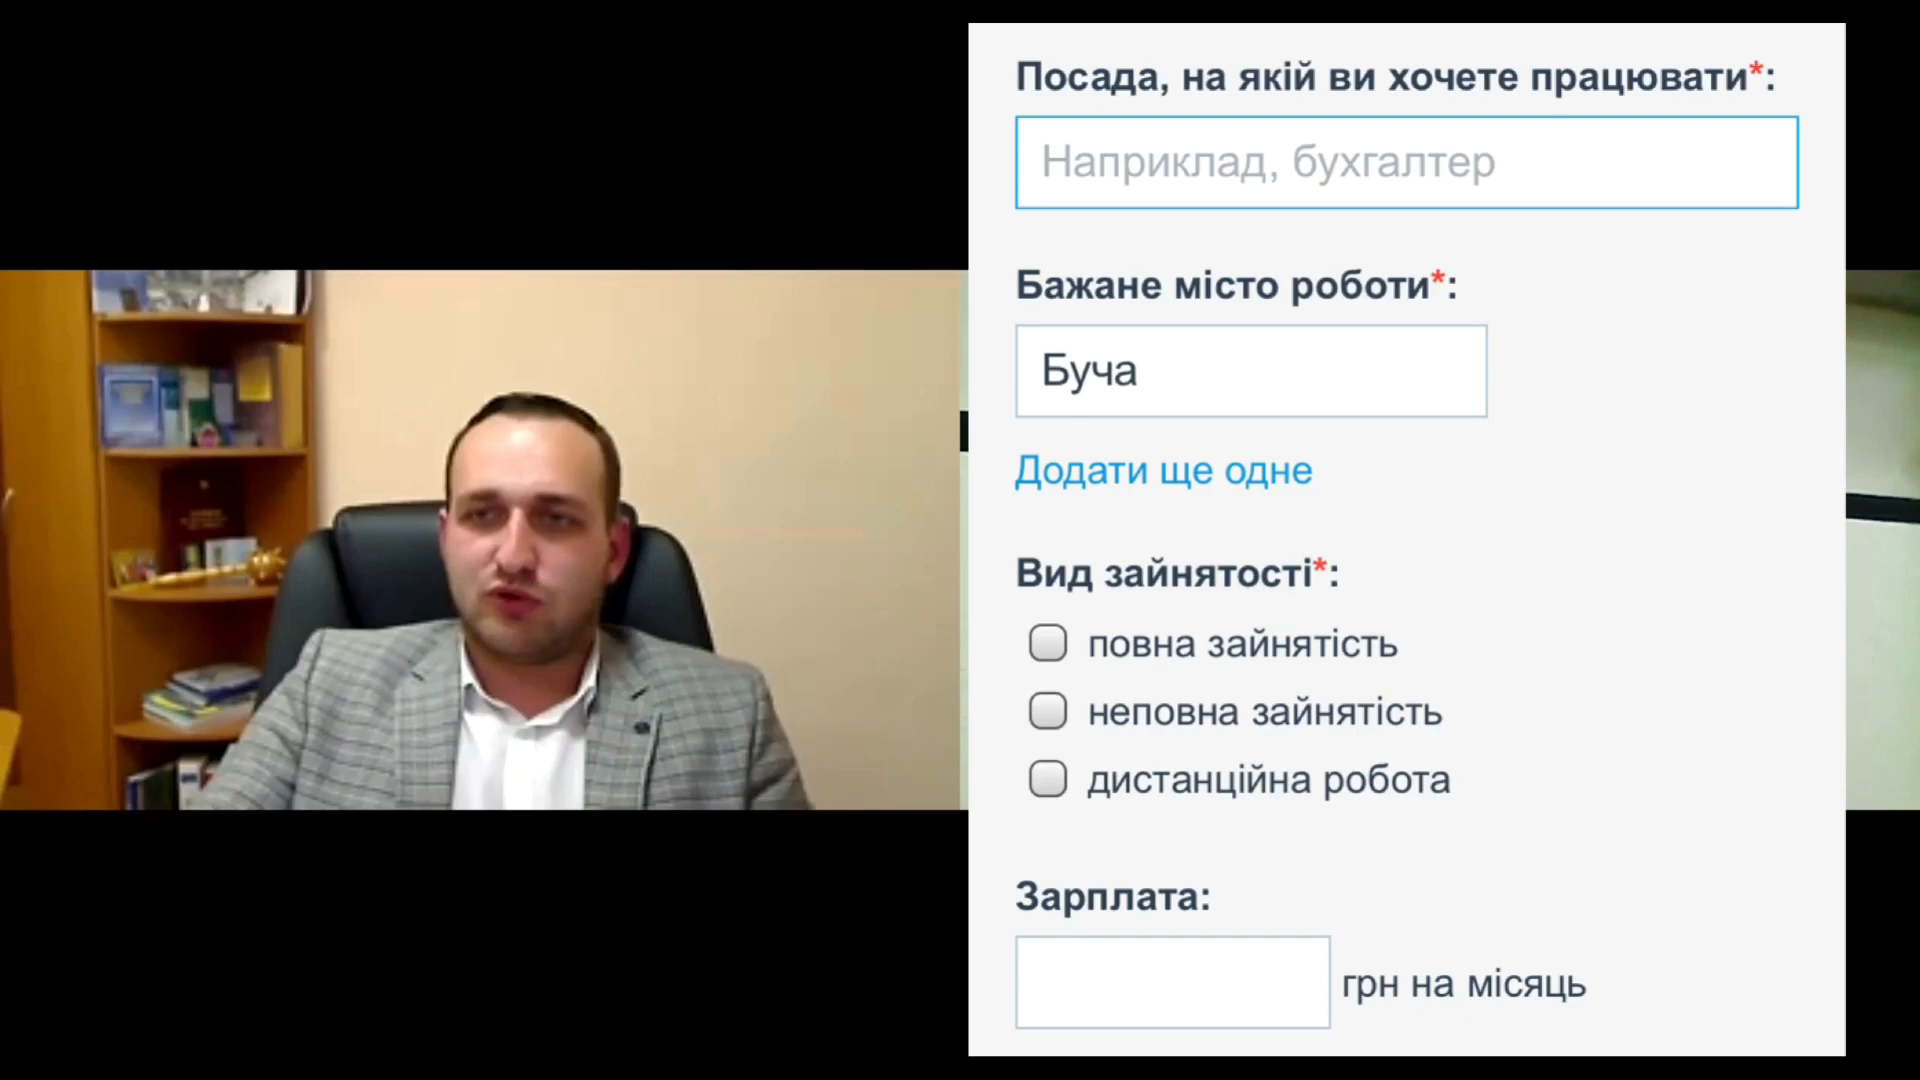 Посада, на якій ви хочете працювати*:
Наприклад, бухгалтер
Бажане місто роботи*:
Буча
Додати ще одне
Вид зайнятості*:
повна зайнятість
неповна зайнятість
дистанційна робота
Зарплата:
грн на місяць